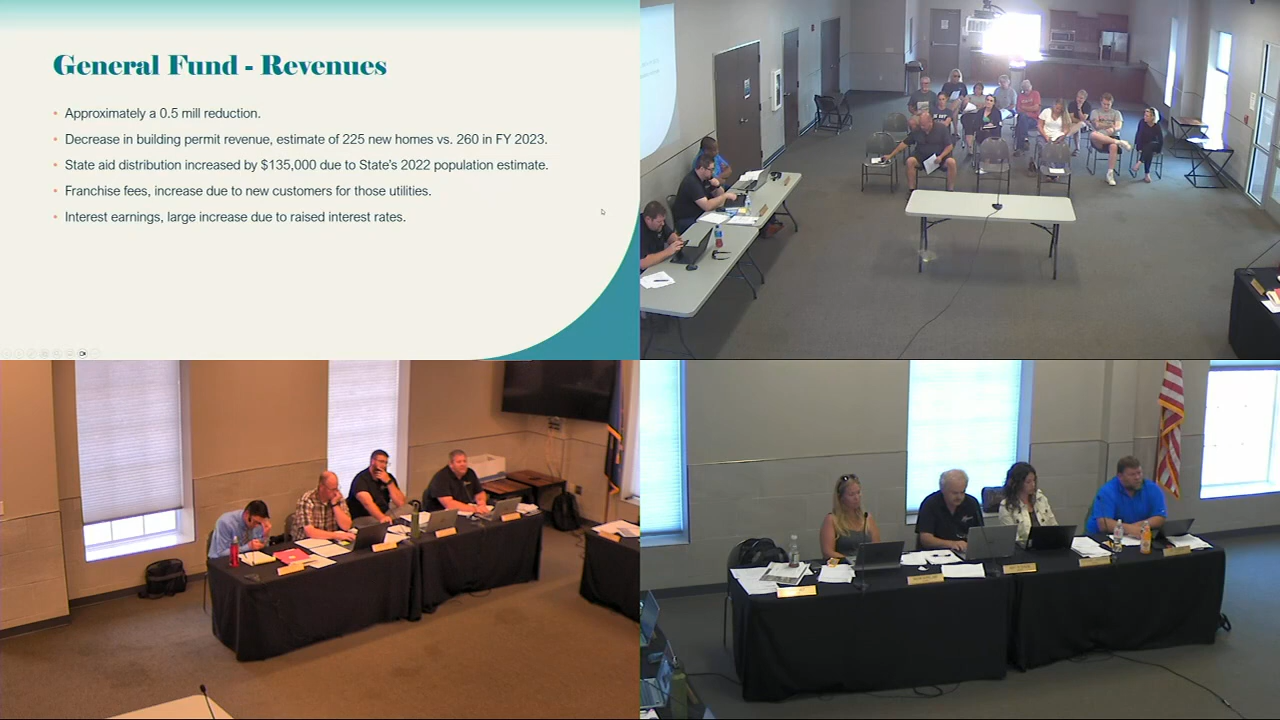 General Fund - Revenues
• Approximately a 0.5 mill reduction.
• Decrease in building permit revenue, estimate of 225 new homes vs. 260 in FY 2023.
• State aid distribution increased by $135,000 due to State's 2022 population estimate.
• Franchise fees, increase due to new customers for those utilities.
• Interest earnings, large increase due to raised interest rates.